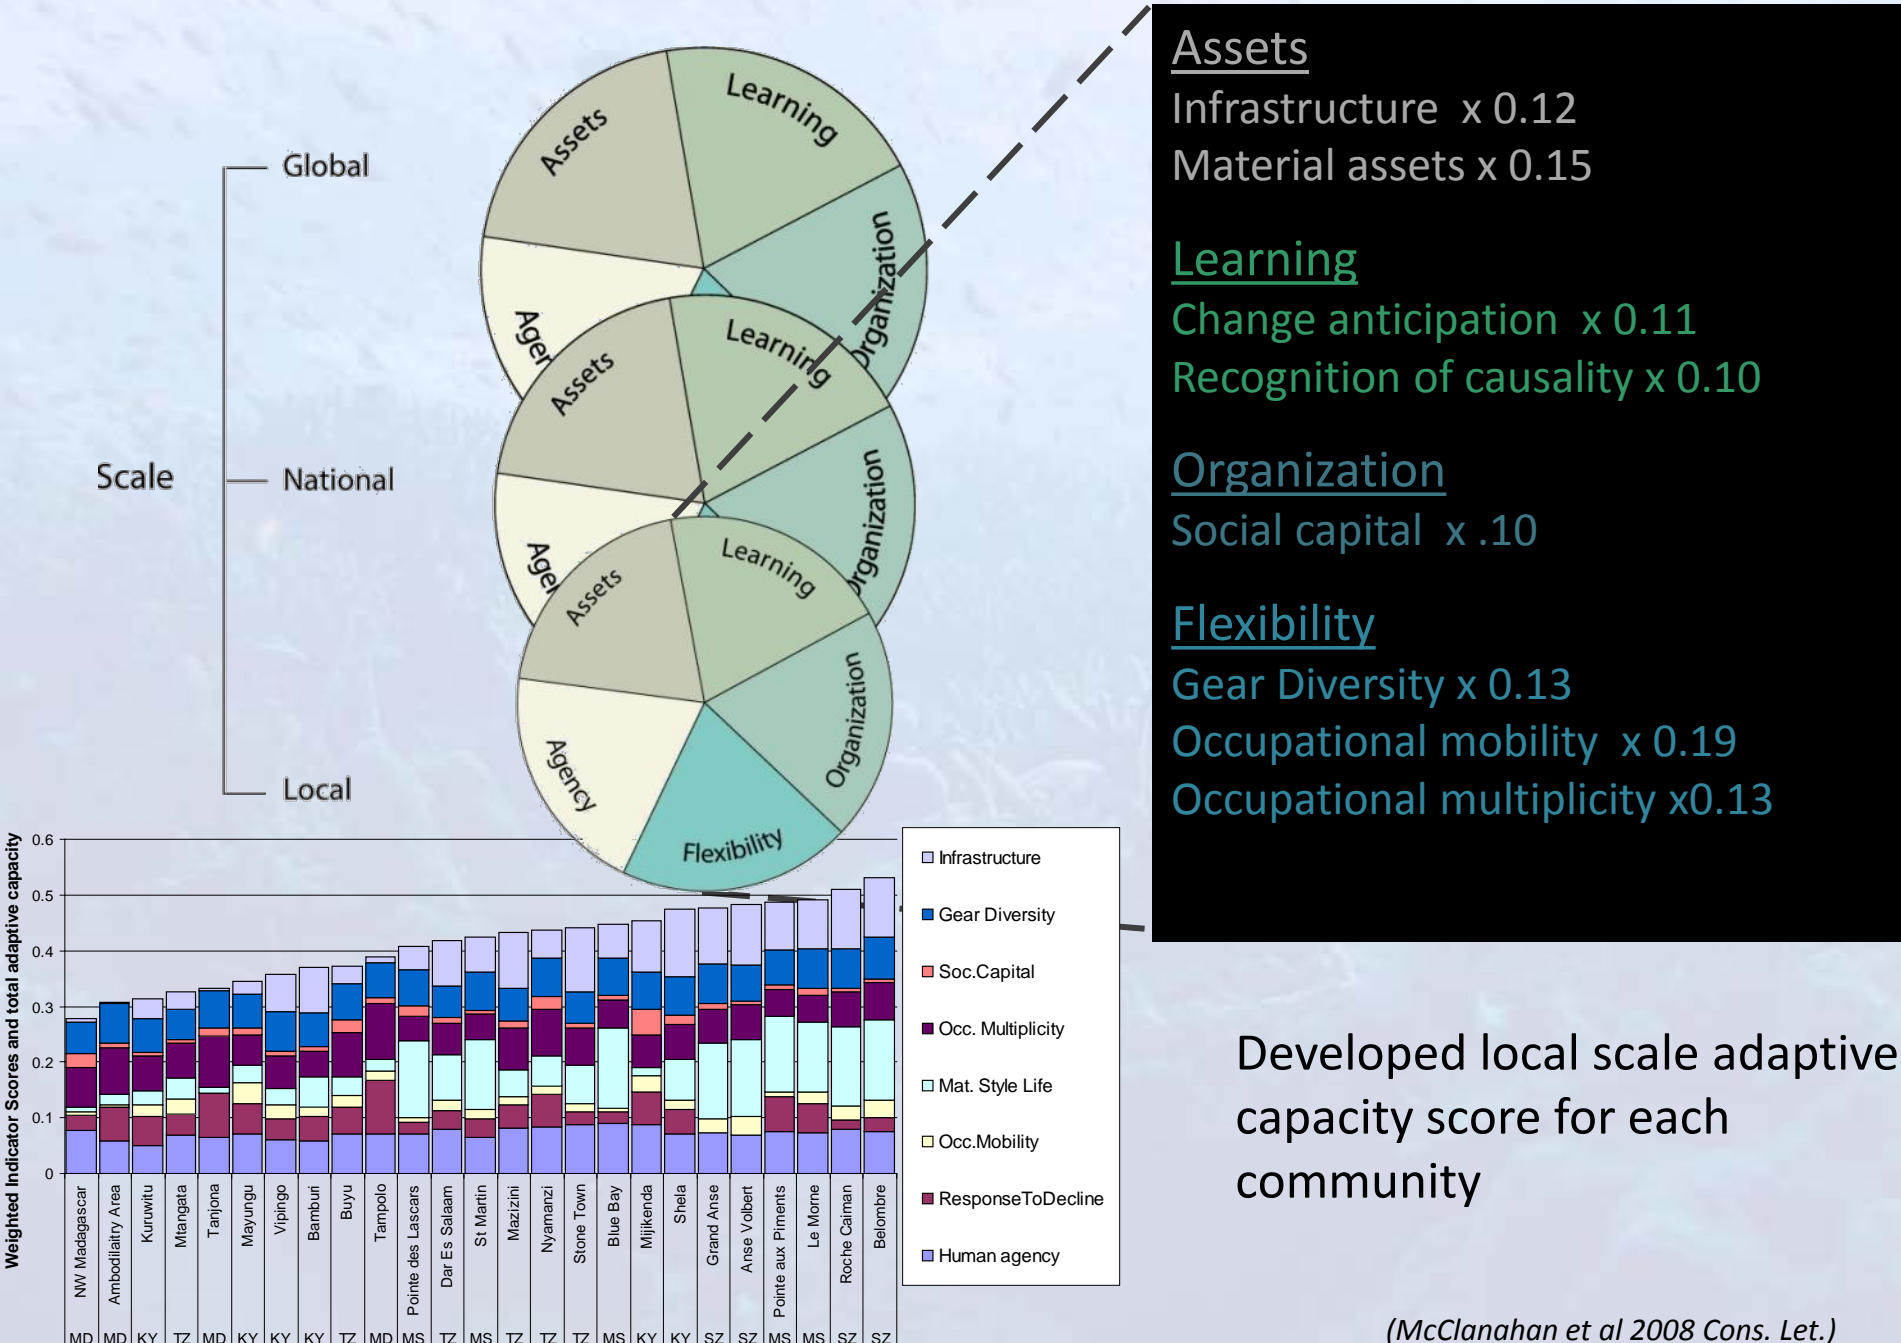 Scale
Global
National
Local
Assets
Learning
Organization
Agen
Assets
Learning
Organization
Agen
Assets
Learning
Organization
Agency
Flexibility
Assets
Infrastructure x 0.12
Material assets x 0.15
Learning
Change anticipation x 0.11
Recognition of causality x 0.10
Organization
Social capital x .10
Flexibility
Gear Diversity x 0.13
Occupational mobility x 0.19
Occupational multiplicity x0.13
Weighted Indicator Scores and total adaptive capacity
0.6
0.5
0.4
0.3
0.2
0.1
0
NW Madagascar
Ambodilaitry Area
Kuruwitu
Mtangata
Tanjona
Mayungu
Vipingo
Bamburi
Buyu
Tampolo
Pointe des Lascars
Dar Es Salaam
St Martin
Mazizini
Nyamanzi
Stone Town
Blue Bay
Mijikenda
Shela
Grand Anse
Anse Volbert
Pointe aux Piments
Le Morne
Roche Caiman
Belombre
MD MD KY TZ MD KY KY KY TZ MD MS TZ MS TZ TZ TZ MS KY KY SZ SZ MS MS SZ SZ
Infrastructure
Gear Diversity
Soc.Capital
Occ. Multiplicity
Mat. Style Life
Occ.Mobility
ResponseToDecline
Human agency
Developed local scale adaptive
capacity score for each
community
(McClanahan et al 2008 Cons. Let.)